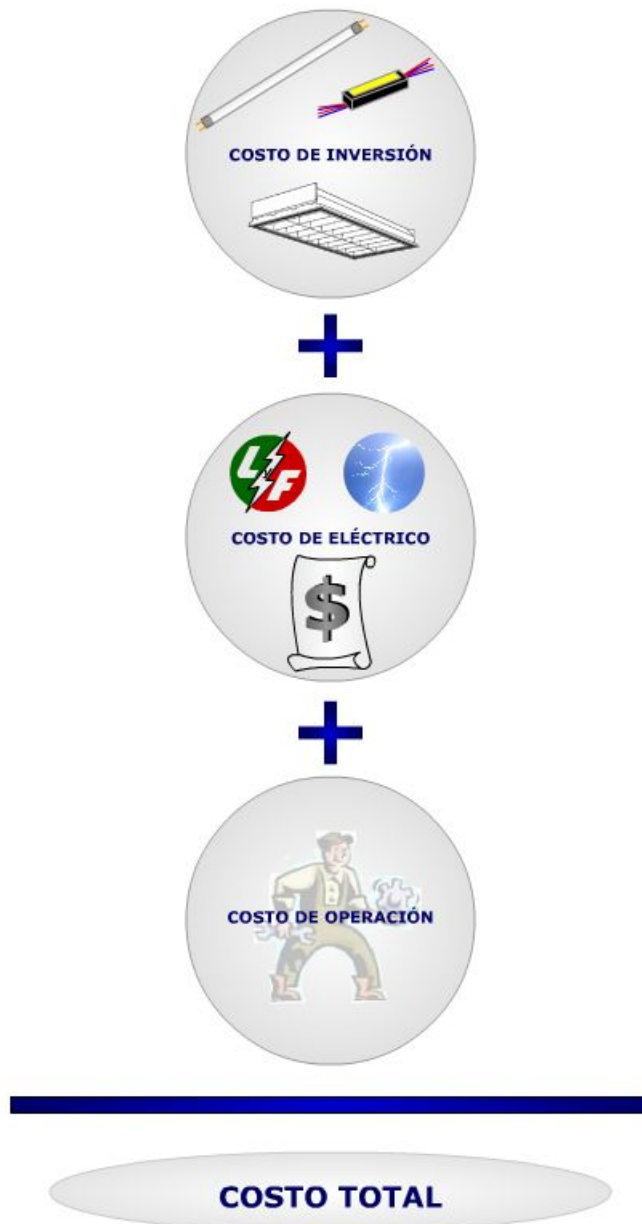 COSTO DE INVERSIÓN
+
L F
COSTO DE ELÉCTRICO
$
+
COSTO DE OPERACIÓN
COSTO TOTAL